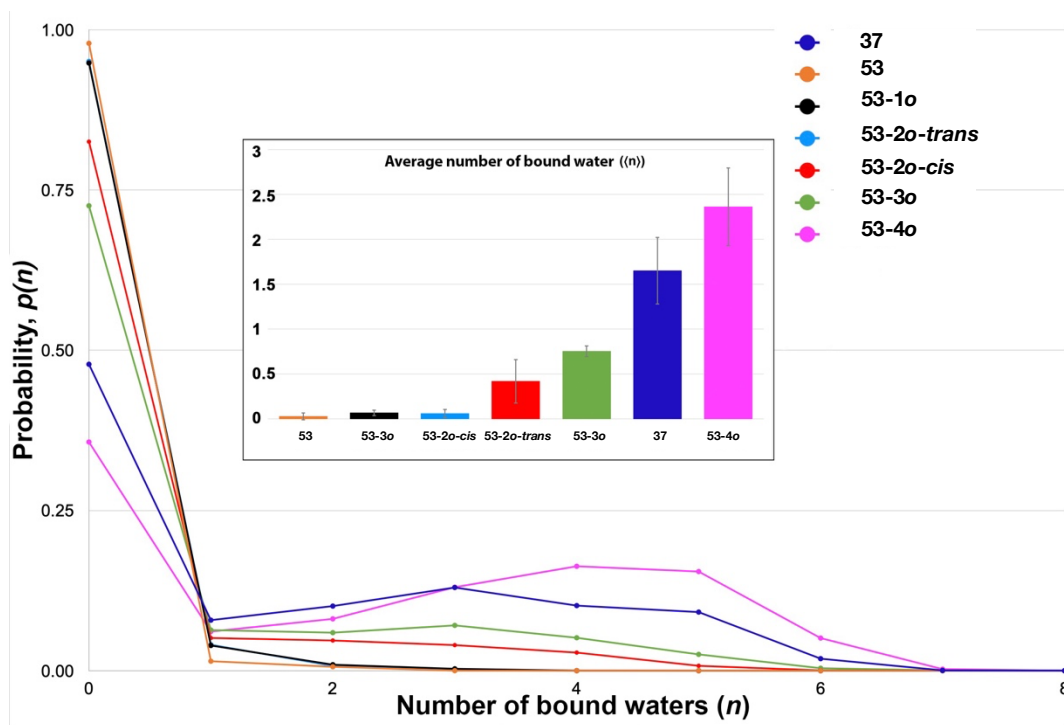 1.00
0.75
0.50
0.25
0.00
Probability, p(n)
37
53
53-1o
53-2o-trans
53-2o-cis
53-3o
53-4o
Average number of bound water (⟨n⟩)
3
2.5
2
1.5
1
0.5
0
53 53-3o 53-2o-cis 53-2o-trans 53-3o 37 53-4o
0 2 4 6 8
Number of bound waters (n)